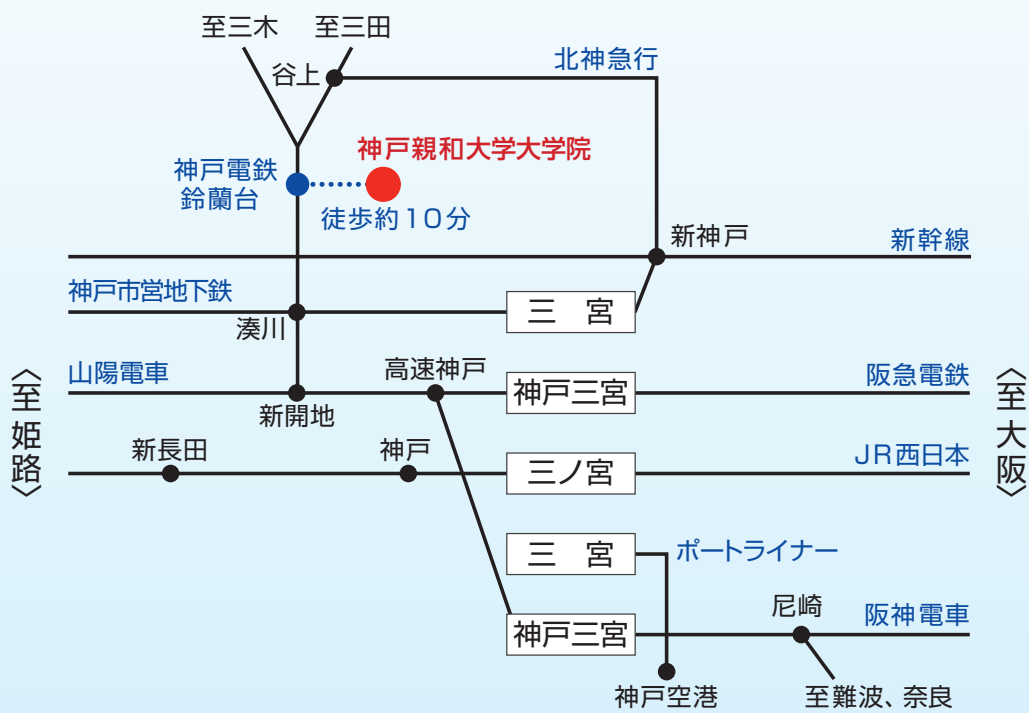 至三木
至三田
谷上
北神急行
神戸親和大学大学院
神戸電鉄
鈴蘭台
徒歩約10分
新神戸
新幹線
神戸市営地下鉄
三 宮
湊川
〈至姫路〉
山陽電車
高速神戸
神戸三宮
阪急電鉄
〈至大阪〉
新開地
新長田
神戸
三ノ宮
JR西日本
三 宮
ポートライナー
神戸三宮
尼崎
阪神電車
神戸空港
至難波、奈良